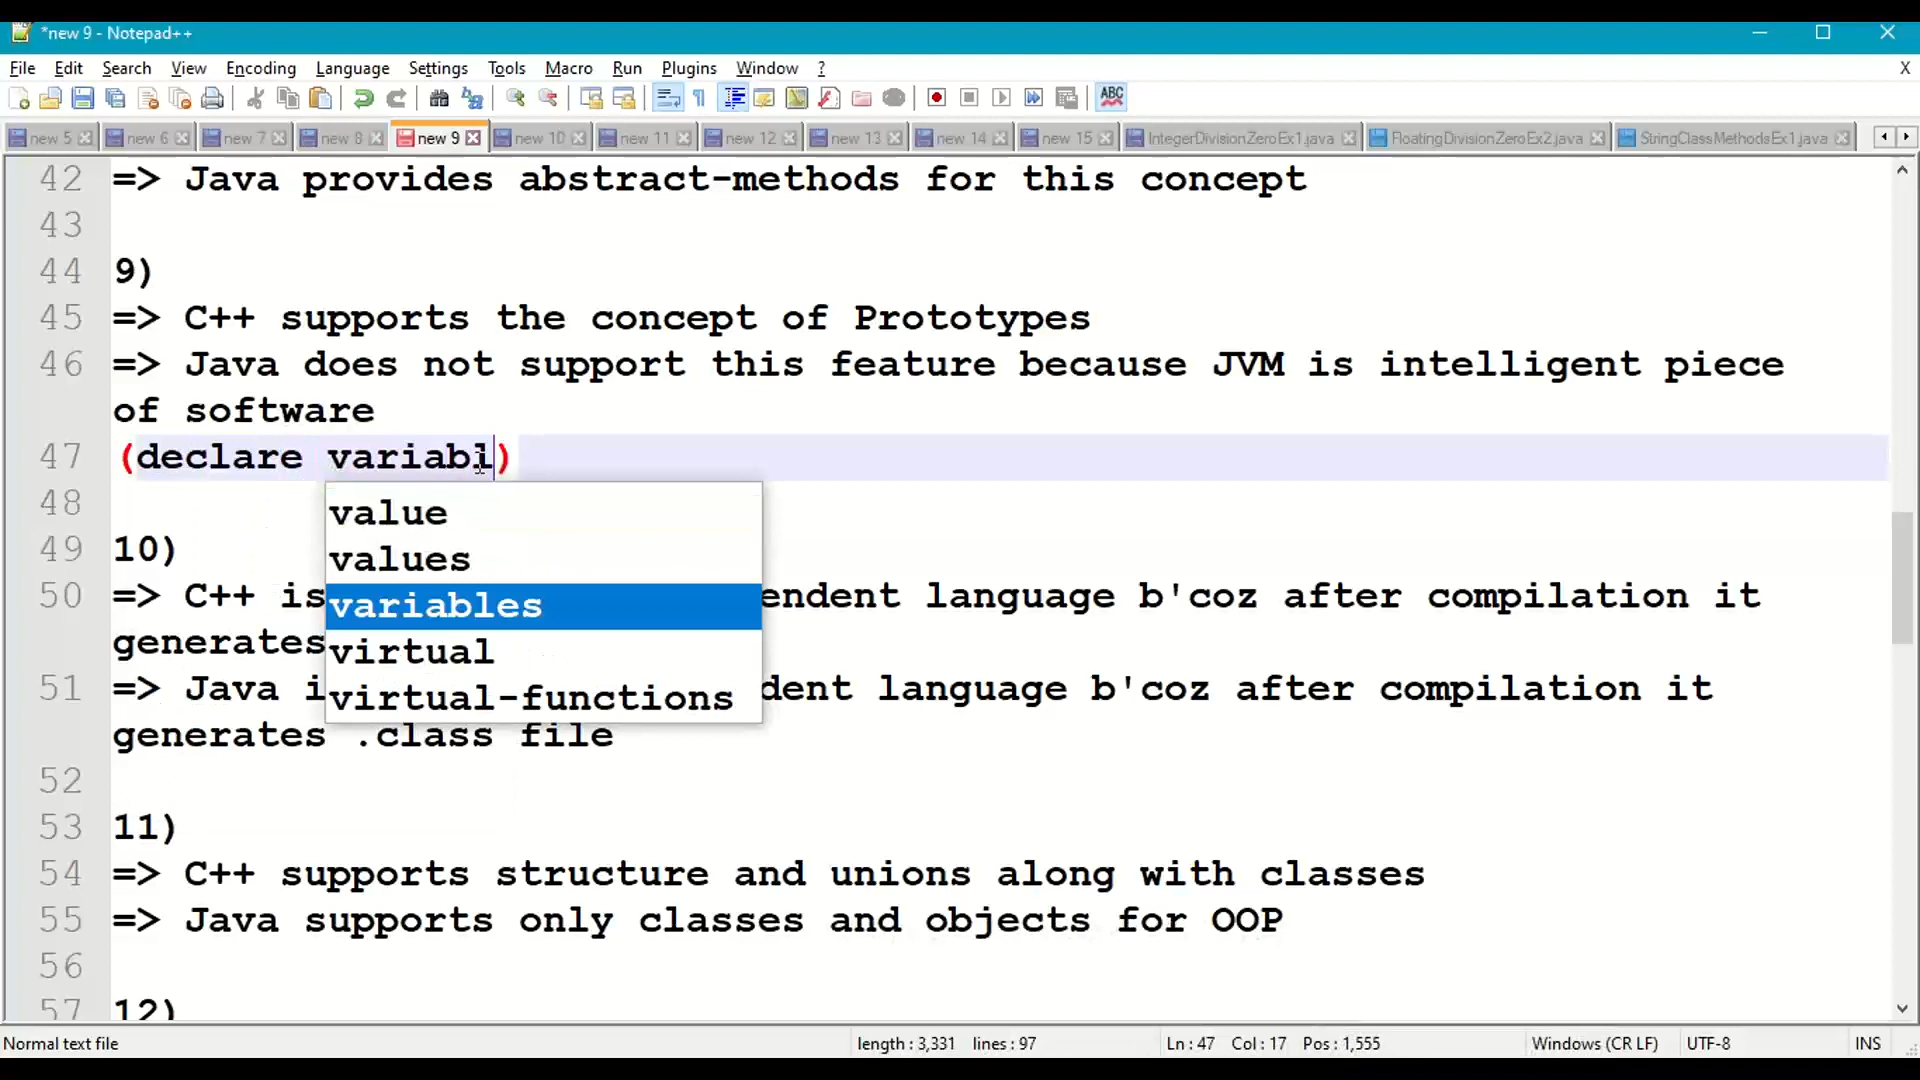 *new 9 - Notepad++
File Edit Search View Encoding Language Settings Tools Macro Run Plugins Window ? X
new 5 new 6 new 7 new 8 new 9 new 10 new 11 new 12 new 13 new 14 new 15 IntegerDivisionZeroEx1.java FloatingDivisionZeroEx2.java StringClassMethodsEx1.java
42 => Java provides abstract-methods for this concept
43
44 9)
45 => C++ supports the concept of Prototypes
46 => Java does not support this feature because JVM is intelligent piece
of software
47 (declare variabl)
48
value
values
variables
virtual
virtual-functions
49 10)
50 => C++ is endent language b'coz after compilation it
generates
51 => Java i dent language b'coz after compilation it
generates .class file
52
53 11)
54 => C++ supports structure and unions along with classes
55 => Java supports only classes and objects for OOP
56
57 12)
Normal text file length : 3,331 lines : 97 Ln : 47 Col : 17 Pos : 1,555 Windows (CR LF) UTF-8 INS